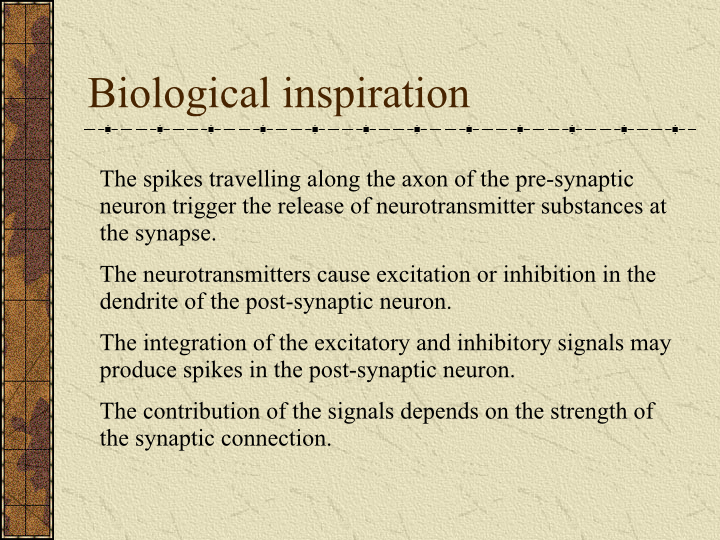 Biological inspiration
The spikes travelling along the axon of the pre-synaptic
neuron trigger the release of neurotransmitter substances at
the synapse.
The neurotransmitters cause excitation or inhibition in the
dendrite of the post-synaptic neuron.
The integration of the excitatory and inhibitory signals may
produce spikes in the post-synaptic neuron.
The contribution of the signals depends on the strength of
the synaptic connection.